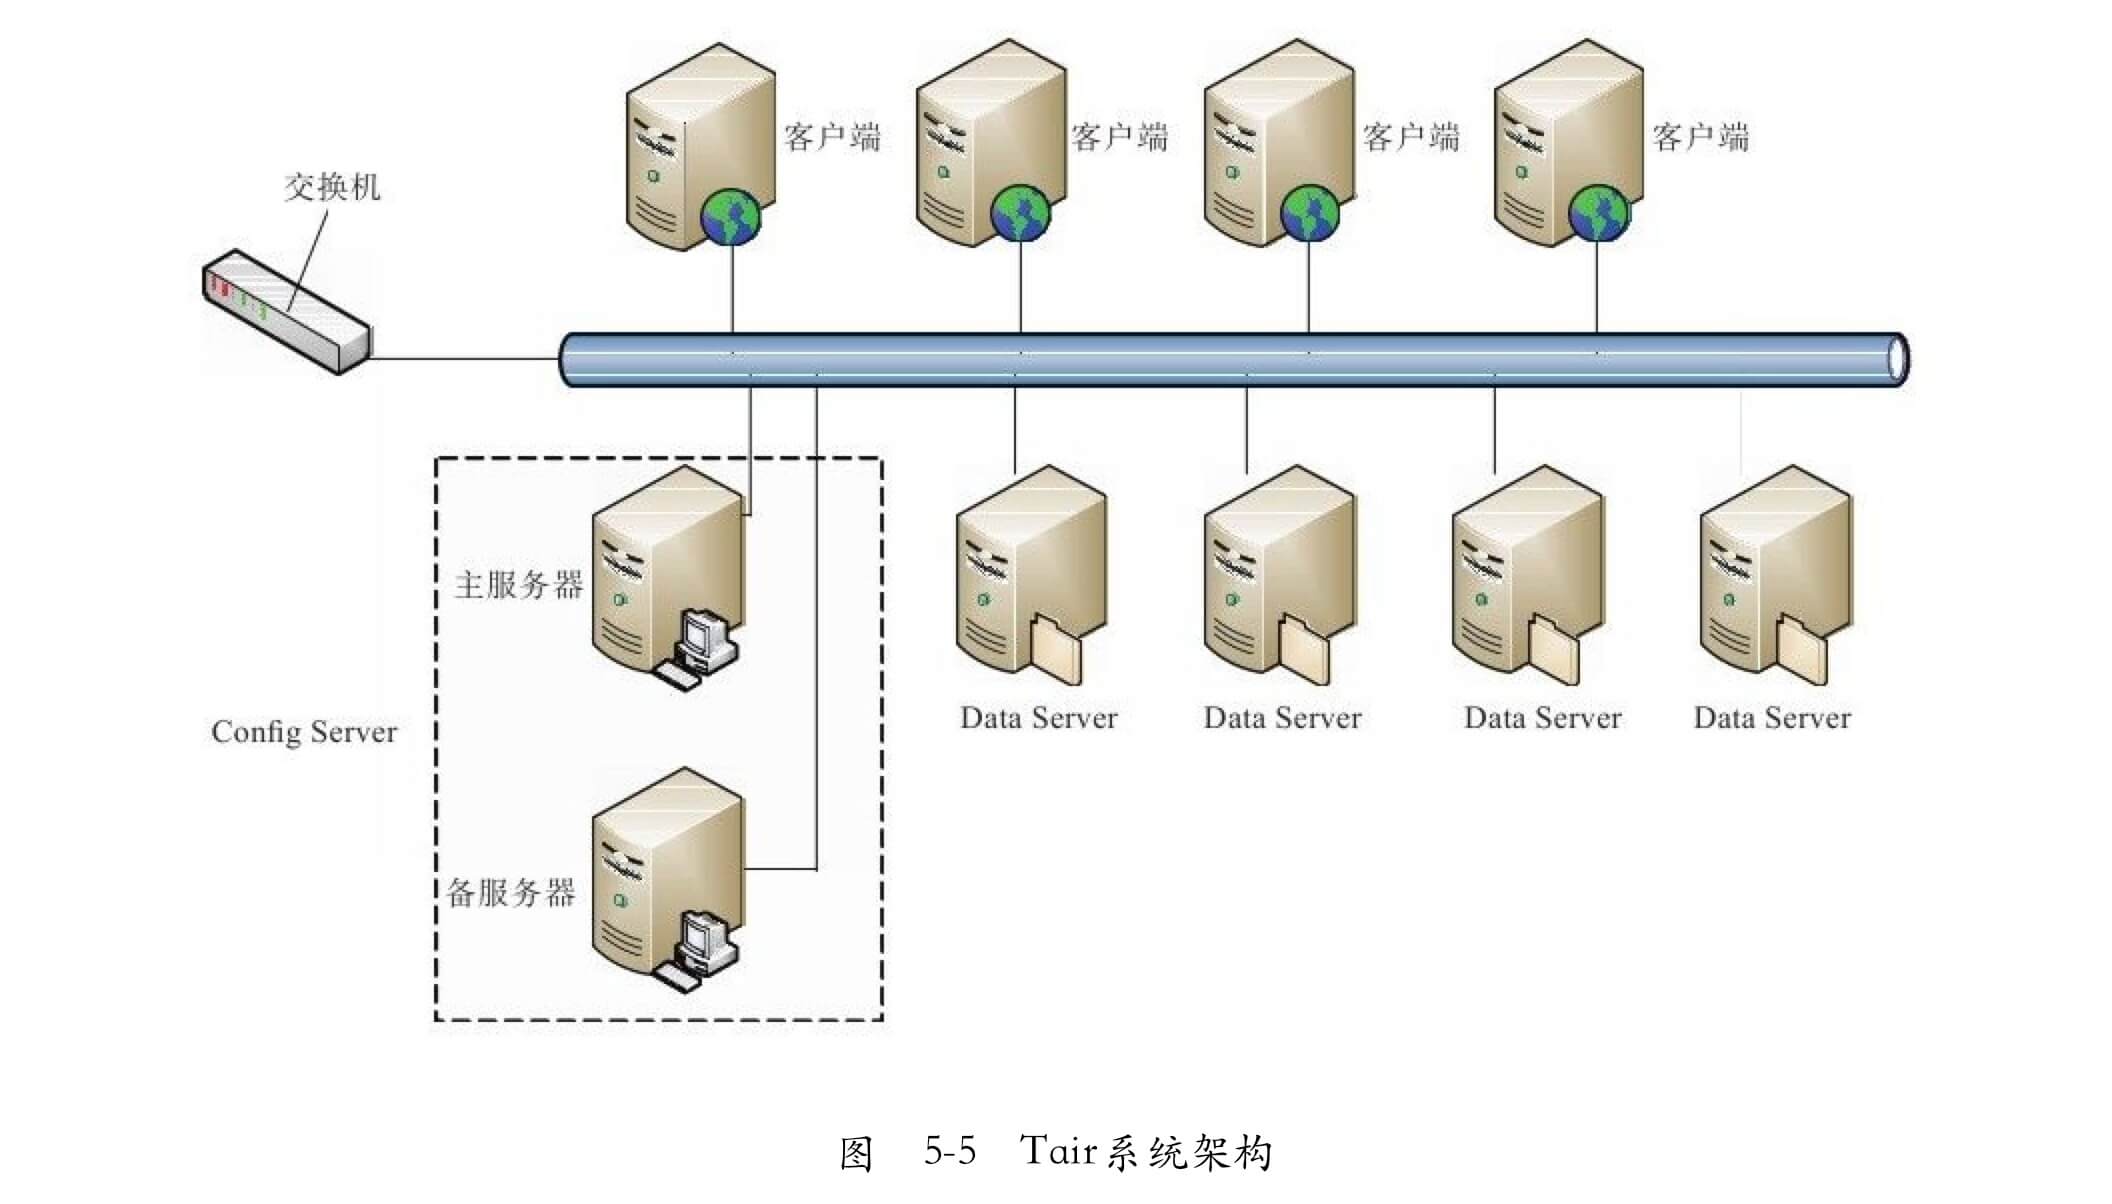 客户端 客户端 客户端 客户端
交换机
主服务器
Config Server
备服务器
Data Server Data Server Data Server Data Server
图 5-5 Tair系统架构